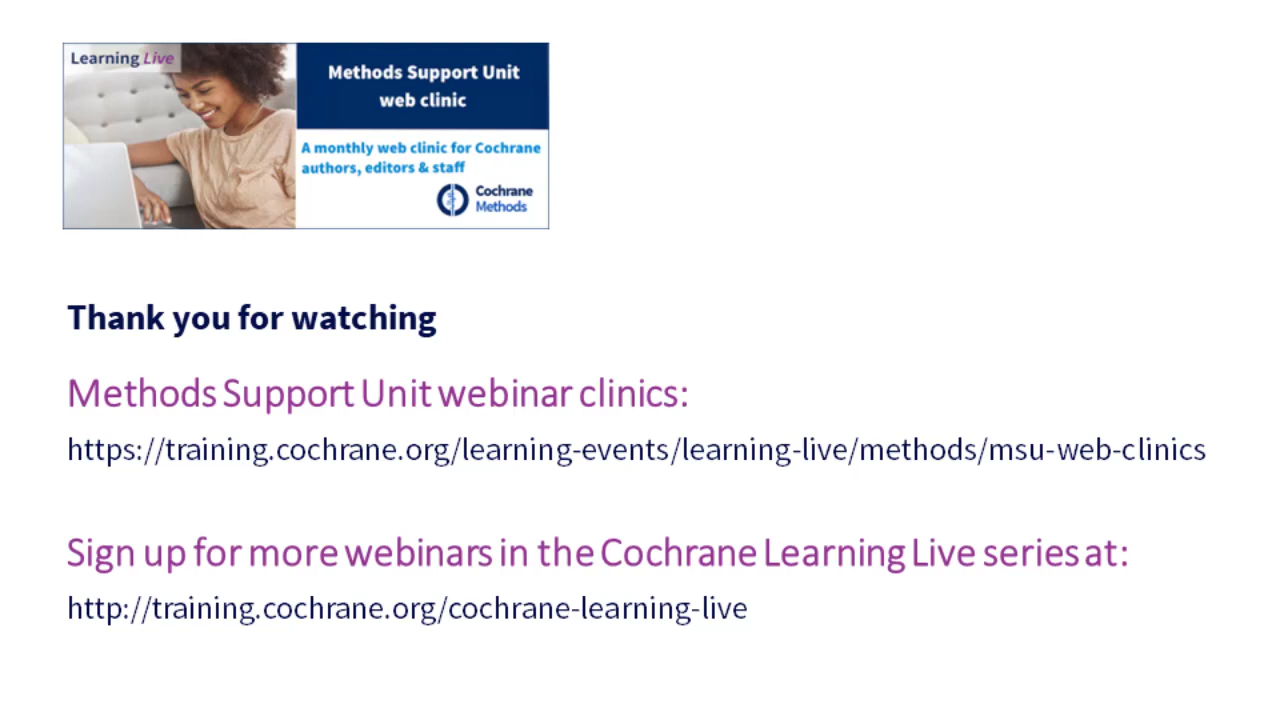 Learning Live
Methods Support Unit
web clinic
A monthly web clinic for Cochrane
authors, editors & staff
Cochrane
Methods
Thank you for watching
Methods Support Unit webinar clinics:
https://training.cochrane.org/learning-events/learning-live/methods/msu-web-clinics
Sign up for more webinars in the Cochrane Learning Live series at:
http://training.cochrane.org/cochrane-learning-live